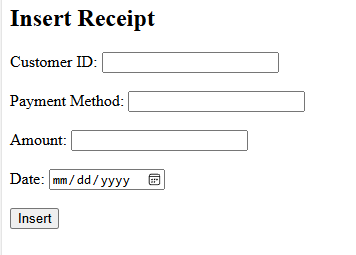 Insert Receipt
Customer ID:
Payment Method:
Amount:
Date: mm/dd/yyyy
Insert